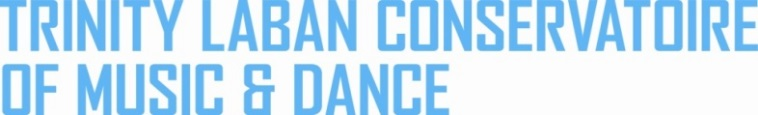 TRINITY LABAN CONSERVATOIRE
OF MUSIC & DANCE